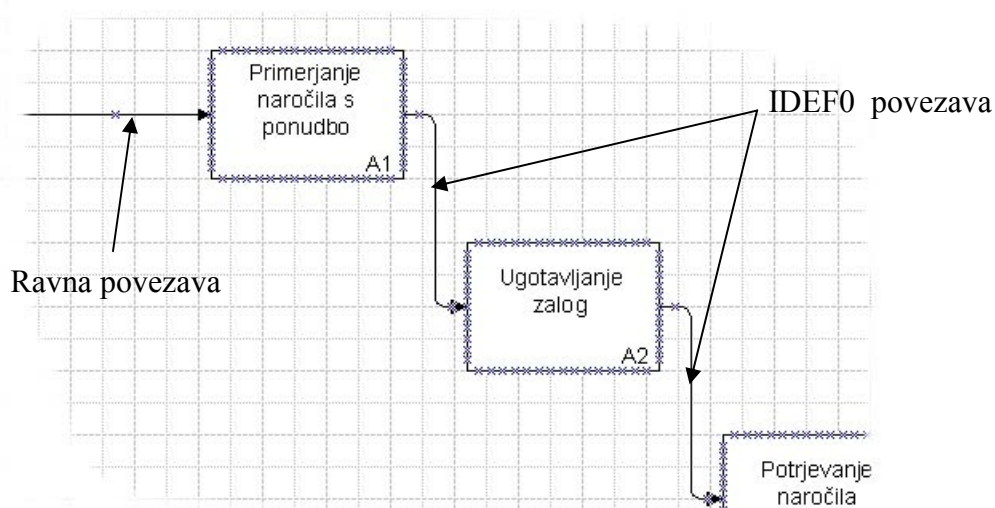 Primerjanje
naročila s
ponudbo
A1
IDEF0 povezava
Ravna povezava
Ugotavljanje
zalog
A2
Potrjevanje
naročila